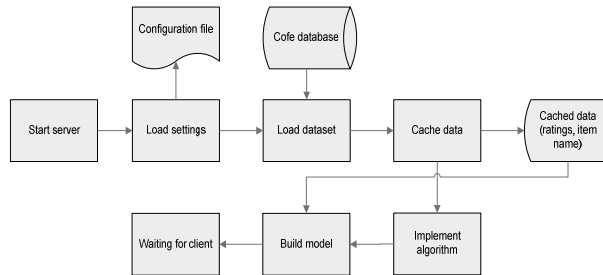 Configuration file
Cofe database
Start server
Load settings
Load dataset
Cache data
Cached data
(ratings, item
name)
Waiting for client
Build model
Implement
algorithm